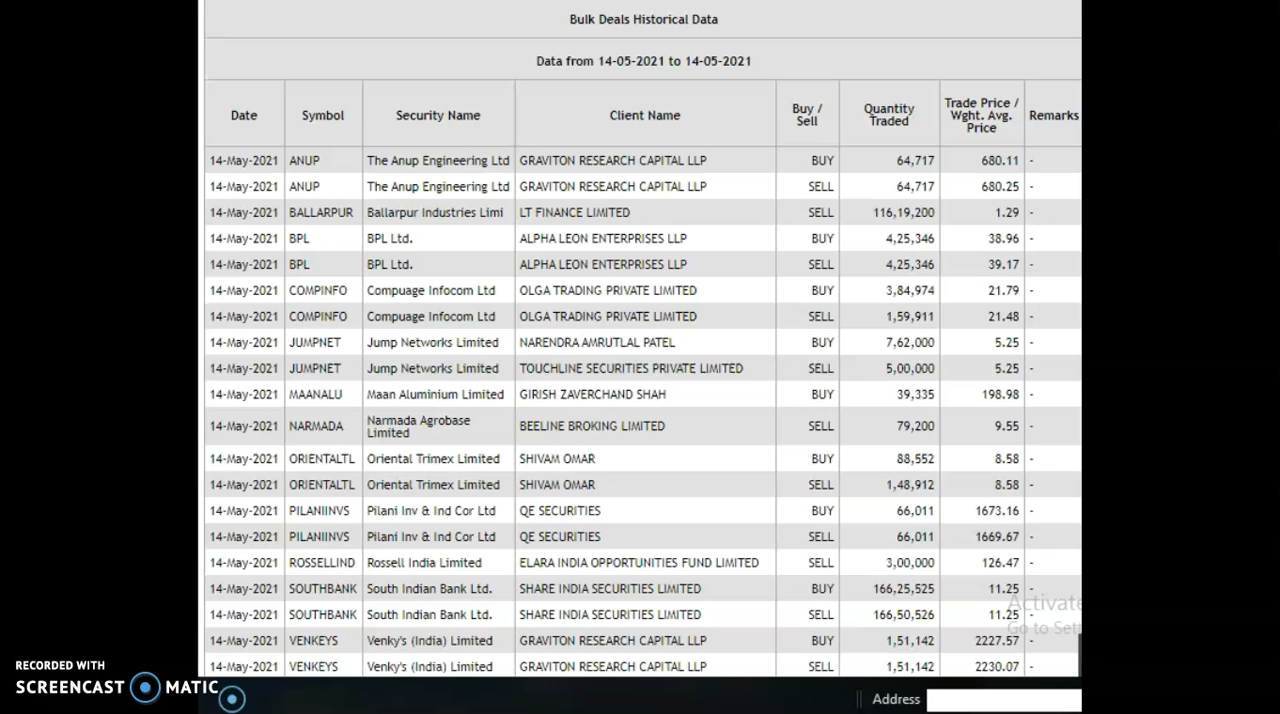 Bulk Deals Historical Data
Data from 14-05-2021 to 14-05-2021
Date Symbol Security Name Client Name Buy / Sell Quantity Traded Trade Price / Wght. Avg. Price Remarks
14-May-2021 ANUP The Anup Engineering Ltd GRAVITON RESEARCH CAPITAL LLP BUY 64,717 680.11 -
14-May-2021 ANUP The Anup Engineering Ltd GRAVITON RESEARCH CAPITAL LLP SELL 64,717 680.25 -
14-May-2021 BALLARPUR Ballarpur Industries Limi LT FINANCE LIMITED SELL 116,19,200 1.29 -
14-May-2021 BPL BPL Ltd. ALPHA LEON ENTERPRISES LLP BUY 4,25,346 38.96 -
14-May-2021 BPL BPL Ltd. ALPHA LEON ENTERPRISES LLP SELL 4,25,346 39.17 -
14-May-2021 COMPINFO Compuage Infocom Ltd OLGA TRADING PRIVATE LIMITED BUY 3,84,974 21.79 -
14-May-2021 COMPINFO Compuage Infocom Ltd OLGA TRADING PRIVATE LIMITED SELL 1,59,911 21.48 -
14-May-2021 JUMPNET Jump Networks Limited NARENDRA AMRUTLAL PATEL BUY 7,62,000 5.25 -
14-May-2021 JUMPNET Jump Networks Limited TOUCHLINE SECURITIES PRIVATE LIMITED SELL 5,00,000 5.25 -
14-May-2021 MAANALU Maan Aluminium Limited GIRISH ZAVERCHAND SHAH BUY 39,335 198.98 -
14-May-2021 NARMADA Narmada Agrobase Limited BEELINE BROKING LIMITED SELL 79,200 9.55 -
14-May-2021 ORIENTALTL Oriental Trimex Limited SHIVAM OMAR BUY 88,552 8.58 -
14-May-2021 ORIENTALTL Oriental Trimex Limited SHIVAM OMAR SELL 1,48,912 8.58 -
14-May-2021 PILANIINVS Pilani Inv & Ind Cor Ltd QE SECURITIES BUY 66,011 1673.16 -
14-May-2021 PILANIINVS Pilani Inv & Ind Cor Ltd QE SECURITIES SELL 66,011 1669.67 -
14-May-2021 ROSSELLIND Rossell India Limited ELARA INDIA OPPORTUNITIES FUND LIMITED SELL 3,00,000 126.47 -
14-May-2021 SOUTHBANK South Indian Bank Ltd. SHARE INDIA SECURITIES LIMITED BUY 166,25,525 11.25 -
14-May-2021 SOUTHBANK South Indian Bank Ltd. SHARE INDIA SECURITIES LIMITED SELL 166,50,526 11.25 -
14-May-2021 VENKEYS Venky's (India) Limited GRAVITON RESEARCH CAPITAL LLP BUY 1,51,142 2227.57 -
14-May-2021 VENKEYS Venky's (India) Limited GRAVITON RESEARCH CAPITAL LLP SELL 1,51,142 2230.07 -
Activate
Go to Set
RECORDED WITH
SCREENCAST MATIC
Address